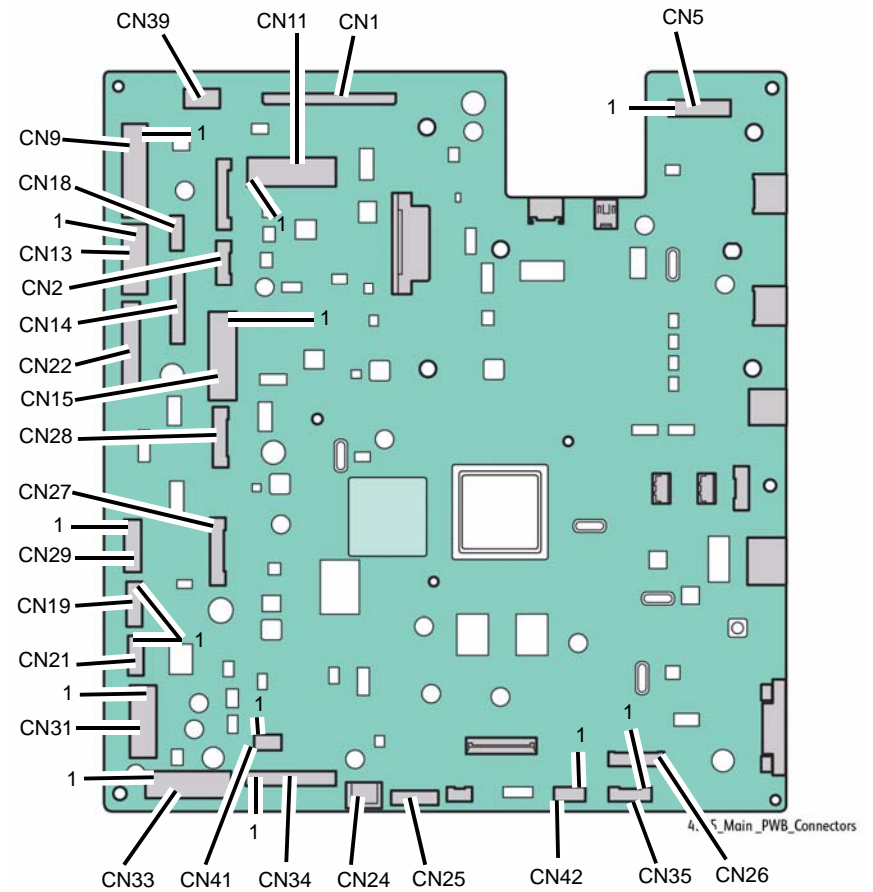 CN39 CN11 CN1 CN5
1
CN9 1
CN18
1 1
CN13
CN2
CN14 1
CN22
CN15
CN28
CN27
1
CN29
CN19
1
CN21
1
CN31
1 1 1
1
1
CN33 CN41 CN34 CN24 CN25 CN42 CN35 CN26
_Main _PWB_Connectors